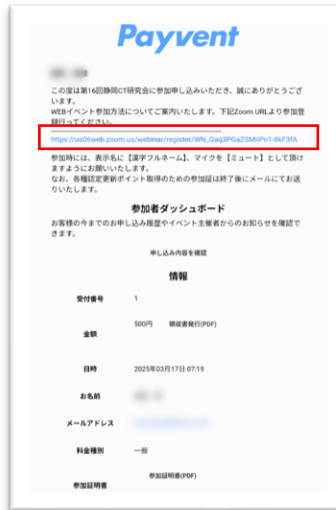 Payvent
この度は第16回静岡CT研究会に参加申し込みいただき、誠にありがとうござ
います。
WEBイベント参加方法についてご案内いたします。下記Zoom URLより参加登
録行ってください。
https://us06web.zoom.us/webinar/register/WN_Gaq3PGaZSMliPn1-6kF3fA
参加時には、表示名に【漢字フルネーム】、マイクを【ミュート】として頂け
ますようにお願いいたします。
なお、各種認定更新ポイント取得のための参加証は終了後にメールにてお送
りいたします。
参加者ダッシュボード
お客様の今までのお申し込み履歴やイベント主催者からのお知らせを確認で
きます。
申し込み内容を確認
情報
受付番号 1
金額 500円 領収書発行(PDF)
日時 2025年03月17日 07:19
お名前
メールアドレス
料金種別 一般
参加証明書 参加証明書(PDF)